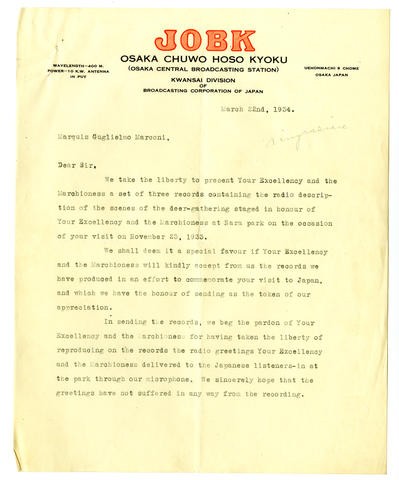 JOBK
OSAKA CHUWO HOSO KYOKU
(OSAKA CENTRAL BROADCASTING STATION)
KWANSAI DIVISION
OF
BROADCASTING CORPORATION OF JAPAN
WAVELENGTH—400 M.
POWER—10 K.W. ANTENNA
IN PUT
UEHONMACHI 9 CHOME
OSAKA JAPAN
March 22nd, 1934.
Marquis Guglielmo Marconi.
Dear Sir.
We take the liberty to present Your Excellency and the
Marchioness a set of three records containing the radio descrip-
tion of the scenes of the deer-gathering staged in honour of
Your Excellency and the Marchioness at Nara park on the occasion
of your visit on November 23, 1933.
We shall deem it a special favour if Your Excellency
and the Marchioness will kindly accept from us the records we
have produced in an effort to commemorate your visit to Japan,
and which we have the honour of sending as the token of our
appreciation.
In sending the records, we beg the pardon of Your
Excellency and the Marchioness for having taken the liberty of
reproducing on the records the radio greetings Your Excellency
and the Marchioness delivered to the Japanese listeners-in at
the park through our microphone. We sincerely hope that the
greetings have not suffered in any way from the recording.